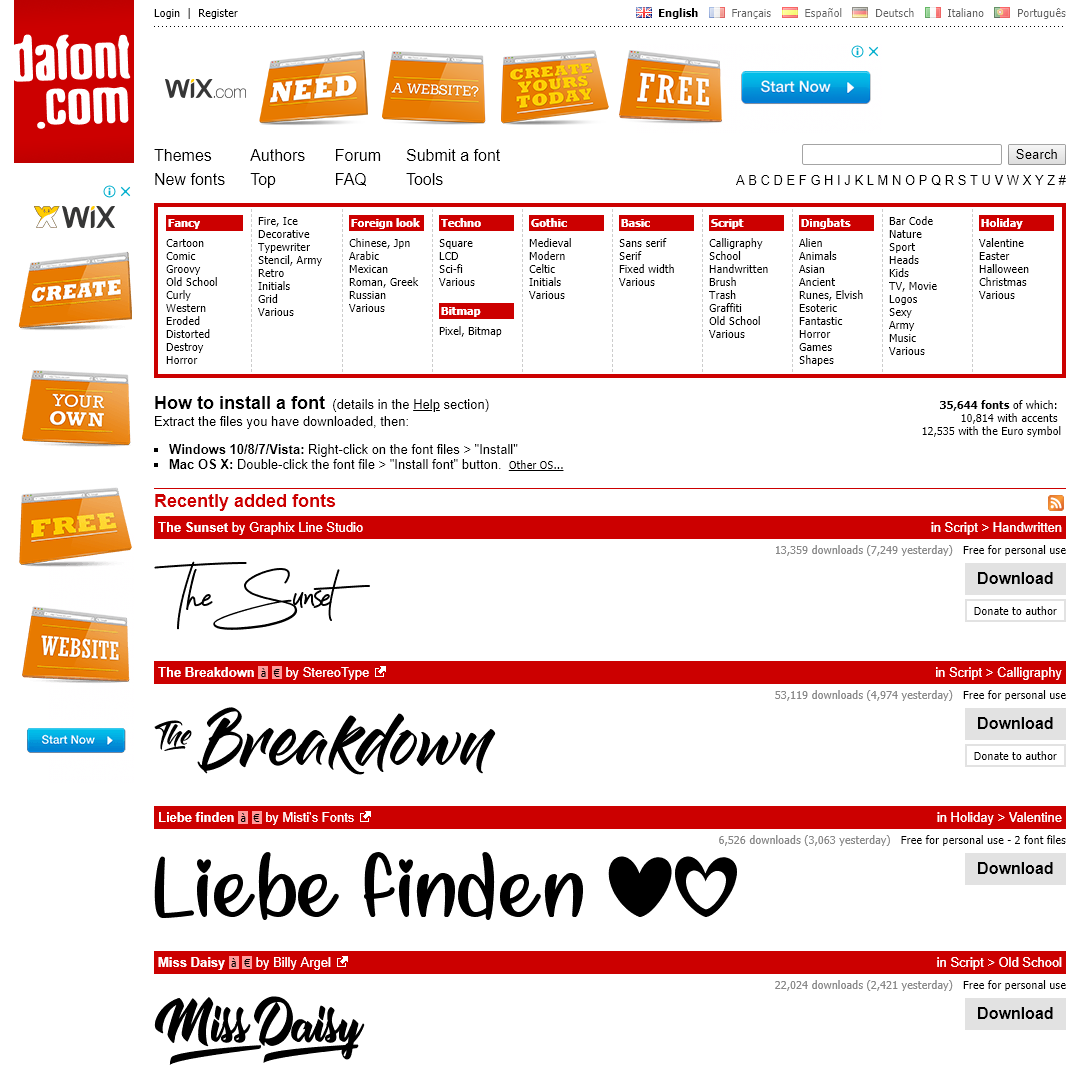 Login | Register
English Français Español Deutsch Italiano Português
dafont
.com
WiX.com NEED A WEBSITE? CREATE YOURS TODAY FREE Start Now
Themes Authors Forum Submit a font
Search
New fonts Top FAQ Tools
A B C D E F G H I J K L M N O P Q R S T U V W X Y Z #
WiX
CREATE
YOUR
OWN
FREE
WEBSITE
Start Now
Fancy
Cartoon
Comic
Groovy
Old School
Curly
Western
Eroded
Distorted
Destroy
Horror
Fire, Ice
Decorative
Typewriter
Stencil, Army
Retro
Initials
Grid
Various
Foreign look
Chinese, Jpn
Arabic
Mexican
Roman, Greek
Russian
Various
Techno
Square
LCD
Sci-fi
Various
Bitmap
Pixel, Bitmap
Gothic
Medieval
Modern
Celtic
Initials
Various
Basic
Sans serif
Serif
Fixed width
Various
Script
Calligraphy
School
Handwritten
Brush
Trash
Graffiti
Old School
Various
Dingbats
Alien
Animals
Asian
Ancient
Runes, Elvish
Esoteric
Fantastic
Horror
Games
Shapes
Bar Code
Nature
Sport
Heads
Kids
TV, Movie
Logos
Sexy
Army
Music
Various
Holiday
Valentine
Easter
Halloween
Christmas
Various
How to install a font (details in the Help section)
Extract the files you have downloaded, then:
Windows 10/8/7/Vista: Right-click on the font files > "Install"
Mac OS X: Double-click the font file > "Install font" button. Other OS...
35,644 fonts of which:
10,814 with accents
12,535 with the Euro symbol
Recently added fonts
The Sunset by Graphix Line Studio in Script > Handwritten
13,359 downloads (7,249 yesterday) Free for personal use
The Sunset
Download
Donate to author
The Breakdown à € by StereoType in Script > Calligraphy
53,119 downloads (4,974 yesterday) Free for personal use
The Breakdown
Download
Donate to author
Liebe finden à € by Misti's Fonts in Holiday > Valentine
6,526 downloads (3,063 yesterday) Free for personal use - 2 font files
Liebe finden
Download
Miss Daisy à € by Billy Argel in Script > Old School
22,024 downloads (2,421 yesterday) Free for personal use
Miss Daisy
Download